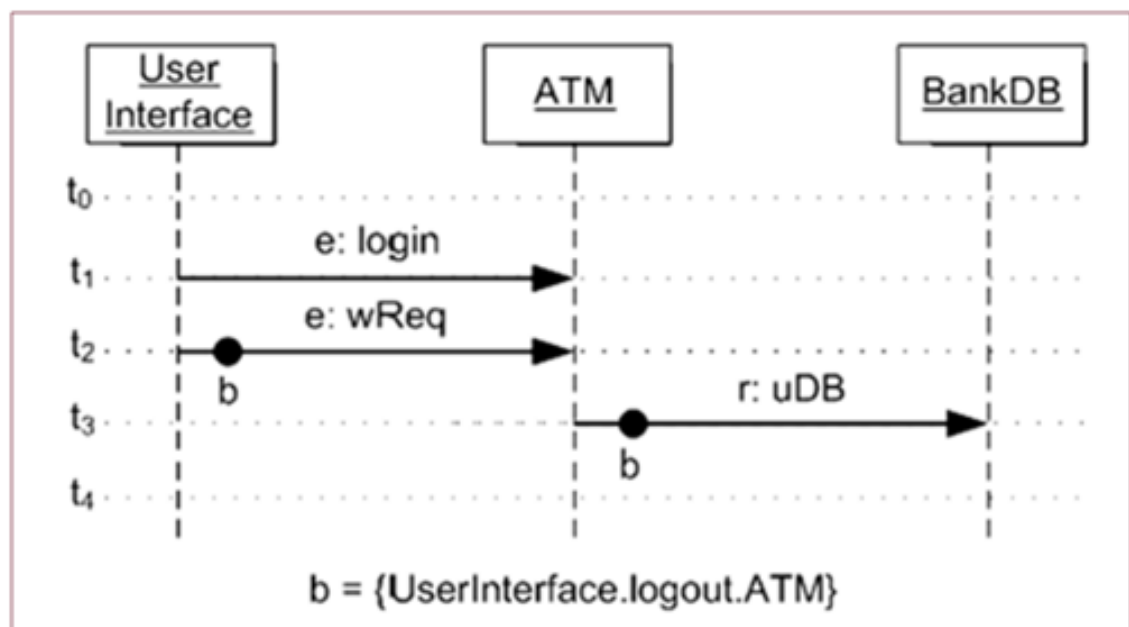 User
Interface
ATM
BankDB
t0
e: login
t1
e: wReq
t2
b
r: uDB
t3
b
t4
b = {UserInterface.logout.ATM}